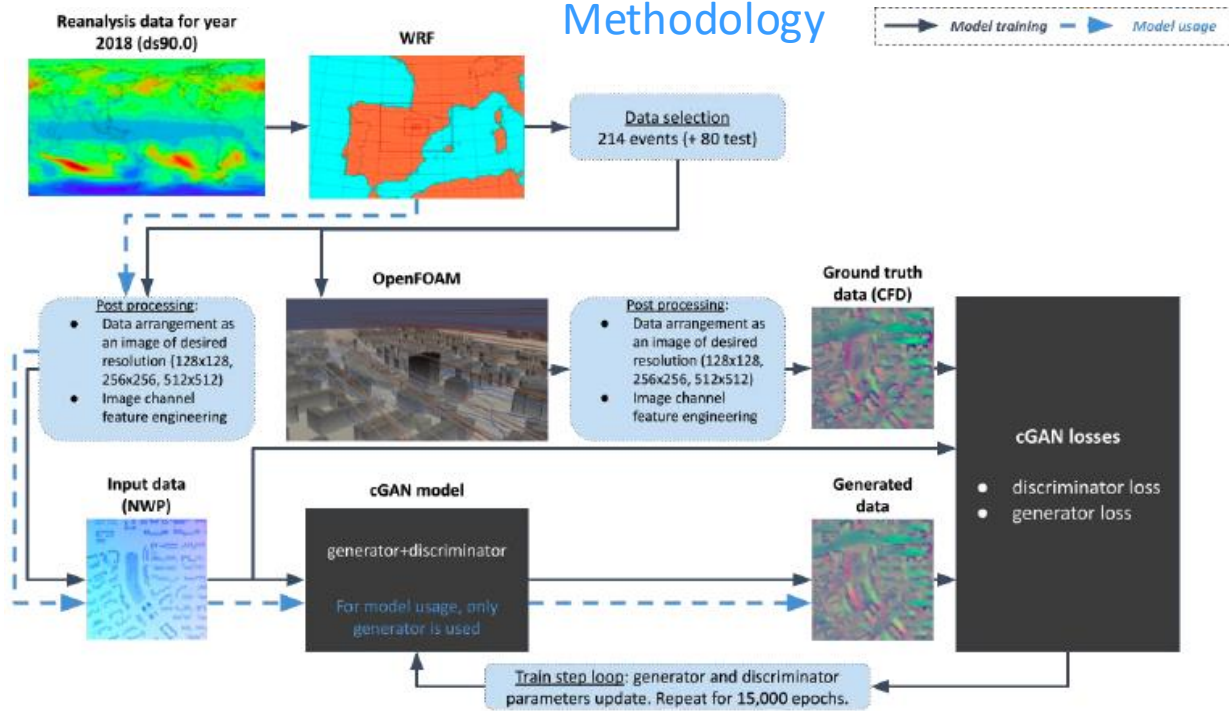 Methodology
Model training
Model usage
Reanalysis data for year
2018 (ds90.0)
WRF
Data selection
214 events (+ 80 test)
Post processing:
● Data arrangement as
an image of desired
resolution (128x128,
256x256, 512x512)
● Image channel
feature engineering
OpenFOAM
Post processing:
● Data arrangement as
an image of desired
resolution (128x128,
256x256, 512x512)
● Image channel
feature engineering
Ground truth
data (CFD)
cGAN losses
● discriminator loss
● generator loss
Input data
(NWP)
cGAN model
generator+discriminator
For model usage, only
generator is used
Generated
data
Train step loop: generator and discriminator
parameters update. Repeat for 15,000 epochs.